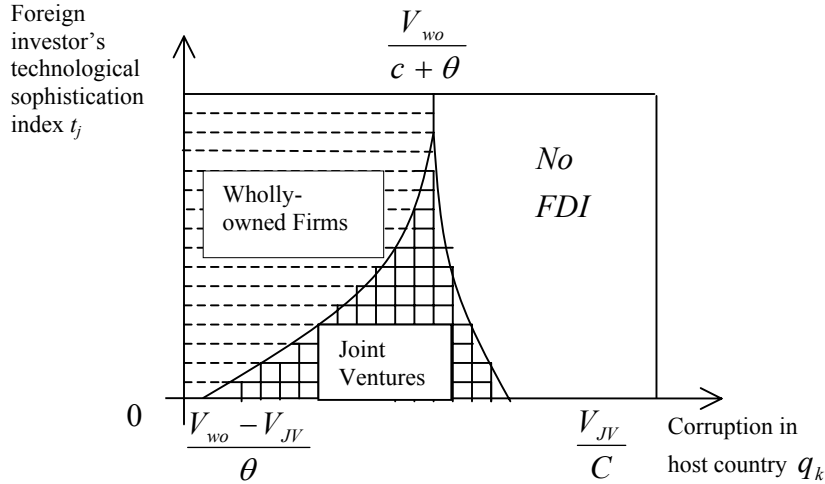 Foreign
investor's
technological
sophistication
index t_j
V_wo
c + θ
No
FDI
Wholly-
owned Firms
Joint
Ventures
0
V_wo − V_JV
θ
V_JV
C
Corruption in
host country q_k